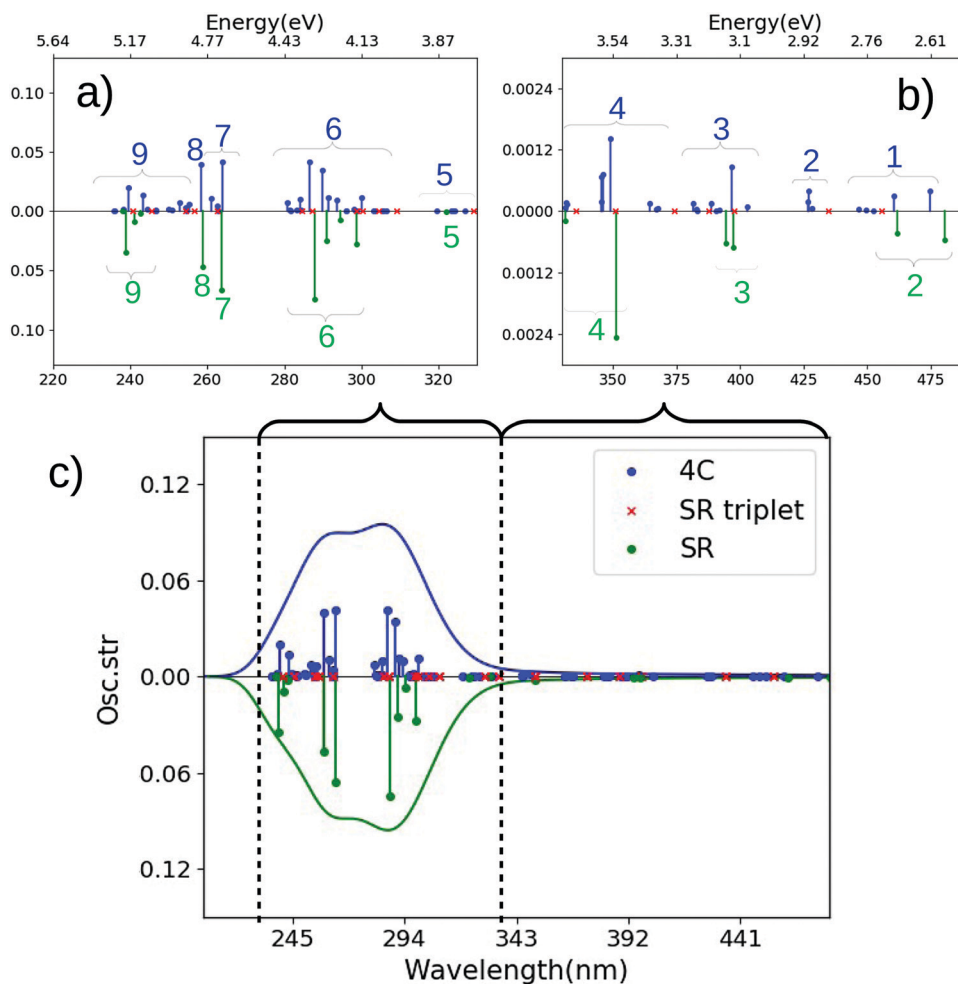 Energy(eV)
5.64 5.17 4.77 4.43 4.13 3.87
a)
0.10
0.05
0.00
0.05
0.10
9 8 7 6 5
9 8 7 6 5
220 240 260 280 300 320
Energy(eV)
3.54 3.31 3.1 2.92 2.76 2.61
b)
0.0024
0.0012
0.0000
0.0012
0.0024
4 3 2 1
4 3 2
350 375 400 425 450 475
c)
4C
SR triplet
SR
Osc.str
0.12
0.06
0.00
0.06
0.12
245 294 343 392 441
Wavelength(nm)